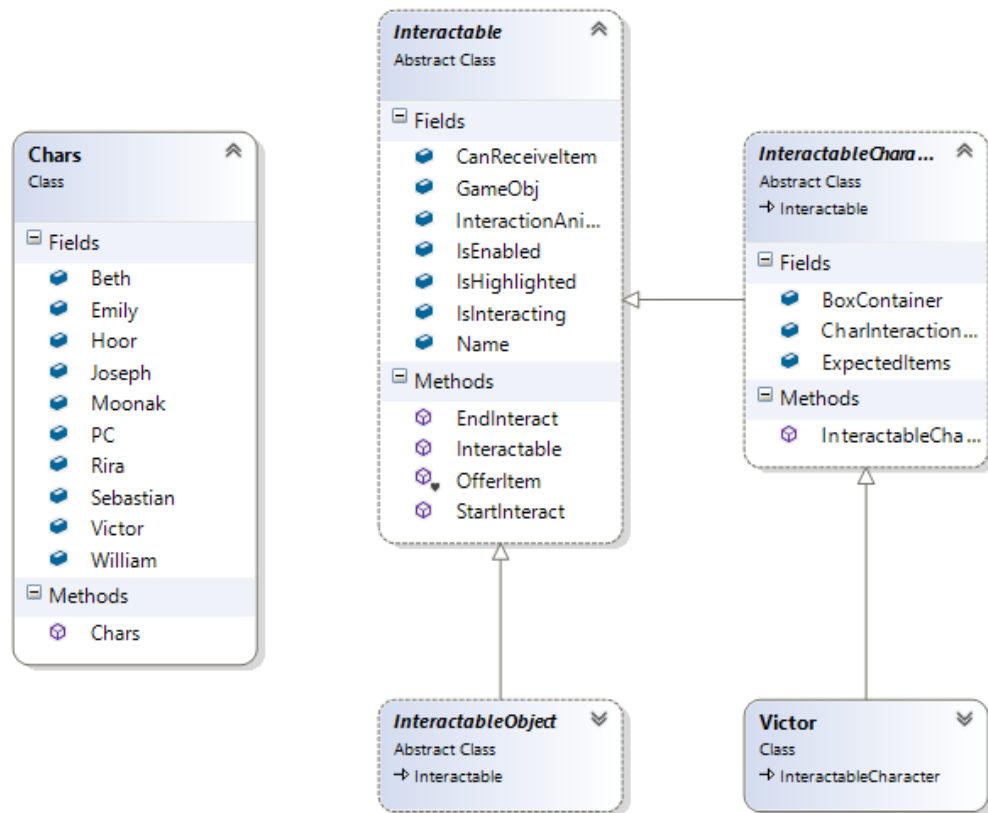 Chars
Class
Fields
Beth
Emily
Hoor
Joseph
Moonak
PC
Rira
Sebastian
Victor
William
Methods
Chars
Interactable
Abstract Class
Fields
CanReceiveItem
GameObj
InteractionAni...
IsEnabled
IsHighlighted
IsInteracting
Name
Methods
EndInteract
Interactable
OfferItem
StartInteract
InteractableChara...
Abstract Class
Interactable
Fields
BoxContainer
CharInteraction...
ExpectedItems
Methods
InteractableCha...
InteractableObject
Abstract Class
Interactable
Victor
Class
InteractableCharacter